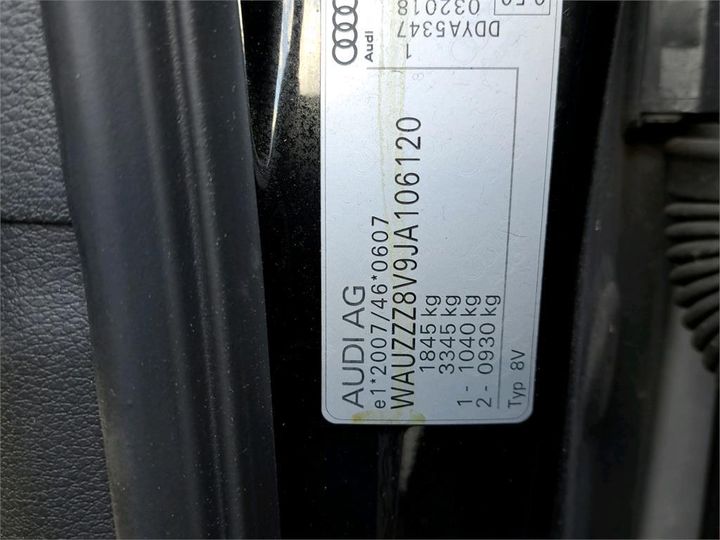 AUDI AG
e1*2007/46*0607
WAUZZZ8V9JA106120
1845 kg
3345 kg
1 - 1040 kg
2 - 0930 kg
Typ 8V
Audi
1
DDYA5347
032018
8